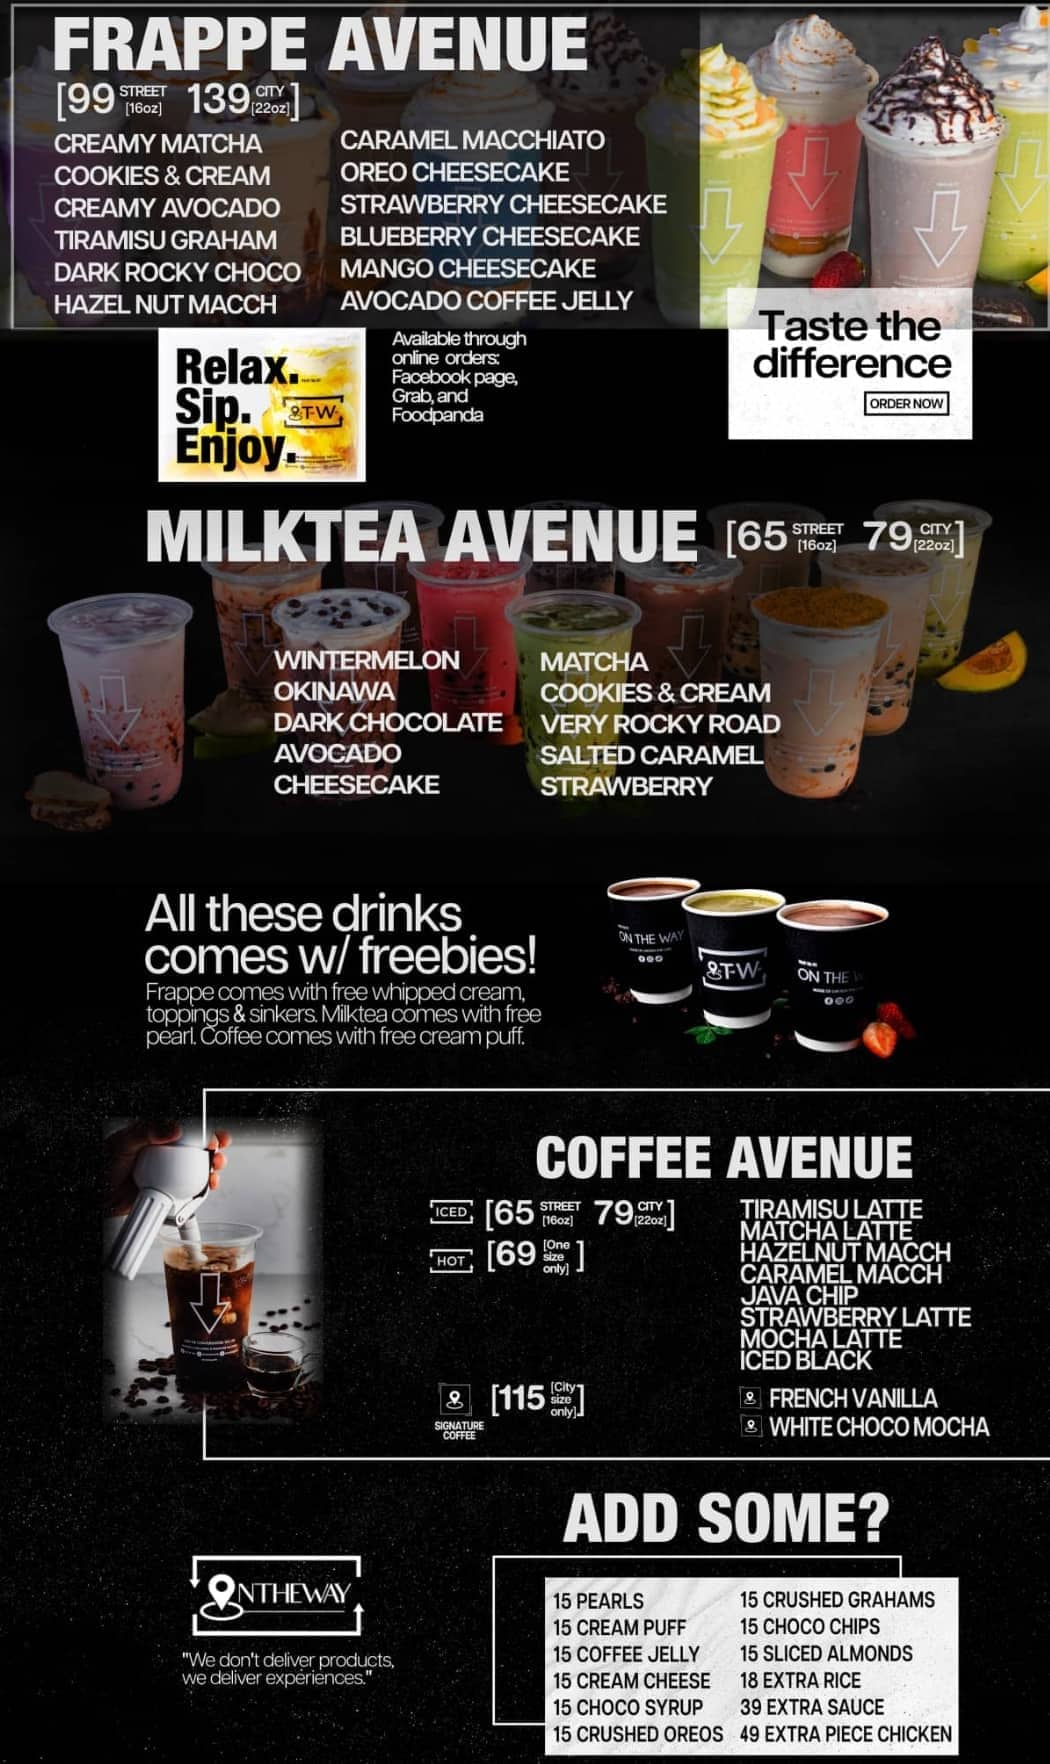 FRAPPE AVENUE
[99 STREET [16oz] 139 CITY [22oz]]
CREAMY MATCHA
COOKIES & CREAM
CREAMY AVOCADO
TIRAMISU GRAHAM
DARK ROCKY CHOCO
HAZEL NUT MACCH
CARAMEL MACCHIATO
OREO CHEESECAKE
STRAWBERRY CHEESECAKE
BLUEBERRY CHEESECAKE
MANGO CHEESECAKE
AVOCADO COFFEE JELLY
Relax.
Sip.
Enjoy.
TW
Available through
online orders:
Facebook page,
Grab, and
Foodpanda
Taste the
difference
ORDER NOW
MILKTEA AVENUE [65 STREET [16oz] 79 CITY [22oz]]
WINTERMELON
OKINAWA
DARK CHOCOLATE
AVOCADO
CHEESECAKE
MATCHA
COOKIES & CREAM
VERY ROCKY ROAD
SALTED CARAMEL
STRAWBERRY
All these drinks
comes w/ freebies!
Frappe comes with free whipped cream,
toppings & sinkers. Milktea comes with free
pearl. Coffee comes with free cream puff.
ON THE WAY
TW
ON THE W
COFFEE AVENUE
ICED [65 STREET [16oz] 79 CITY [22oz]]
HOT [69 [One size only]]
TIRAMISU LATTE
MATCHA LATTE
HAZELNUT MACCH
CARAMEL MACCH
JAVA CHIP
STRAWBERRY LATTE
MOCHA LATTE
ICED BLACK
SIGNATURE
COFFEE
[115 [City size only]]
FRENCH VANILLA
WHITE CHOCO MOCHA
ADD SOME?
NTHEWAY
"We don't deliver products,
we deliver experiences."
15 PEARLS
15 CREAM PUFF
15 COFFEE JELLY
15 CREAM CHEESE
15 CHOCO SYRUP
15 CRUSHED OREOS
15 CRUSHED GRAHAMS
15 CHOCO CHIPS
15 SLICED ALMONDS
18 EXTRA RICE
39 EXTRA SAUCE
49 EXTRA PIECE CHICKEN